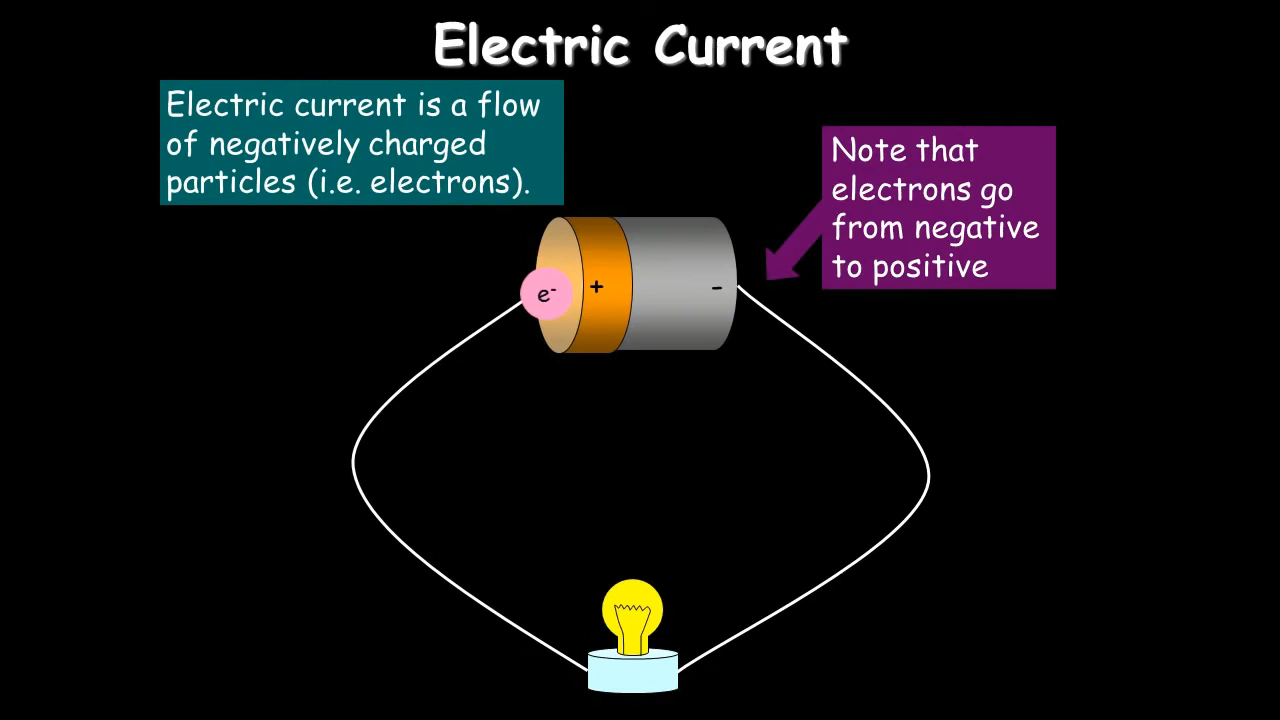 Electric Current
Electric current is a flow
of negatively charged
particles (i.e. electrons).
Note that
electrons go
from negative
to positive
e-
+
-